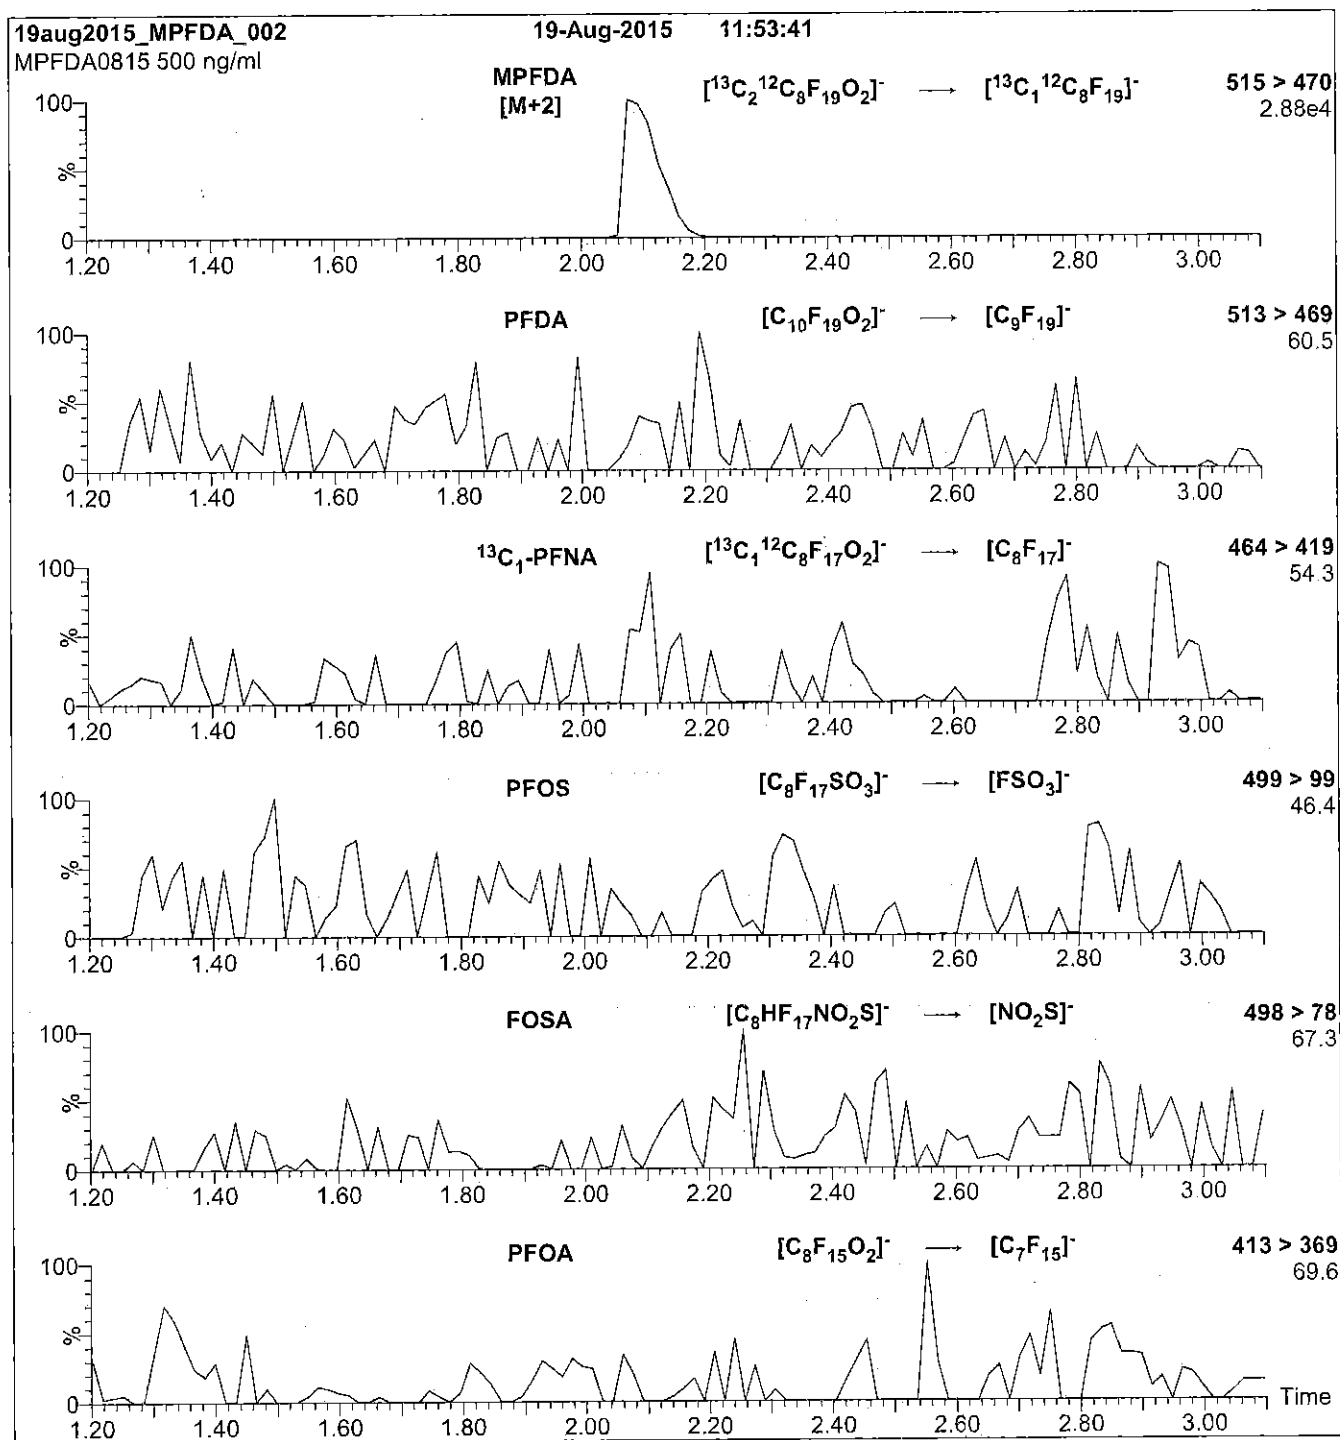 19aug2015_MPFDA_002 19-Aug-2015 11:53:41
MPFDA0815 500 ng/ml
MPFDA [¹³C₂¹²C₈F₁₉O₂]⁻ → [¹³C₁¹²C₈F₁₉]⁻ 515 > 470
[M+2] 2.88e4
100
%
0
1.20 1.40 1.60 1.80 2.00 2.20 2.40 2.60 2.80 3.00
PFDA [C₁₀F₁₉O₂]⁻ → [C₉F₁₉]⁻ 513 > 469
60.5
100
%
0
1.20 1.40 1.60 1.80 2.00 2.20 2.40 2.60 2.80 3.00
¹³C₁-PFNA [¹³C₁¹²C₈F₁₇O₂]⁻ → [C₈F₁₇]⁻ 464 > 419
54.3
100
%
0
1.20 1.40 1.60 1.80 2.00 2.20 2.40 2.60 2.80 3.00
PFOS [C₈F₁₇SO₃]⁻ → [FSO₃]⁻ 499 > 99
46.4
100
%
0
1.20 1.40 1.60 1.80 2.00 2.20 2.40 2.60 2.80 3.00
FOSA [C₈HF₁₇NO₂S]⁻ → [NO₂S]⁻ 498 > 78
67.3
100
%
0
1.20 1.40 1.60 1.80 2.00 2.20 2.40 2.60 2.80 3.00
PFOA [C₈F₁₅O₂]⁻ → [C₇F₁₅]⁻ 413 > 369
69.6
100
%
0 Time
1.20 1.40 1.60 1.80 2.00 2.20 2.40 2.60 2.80 3.00